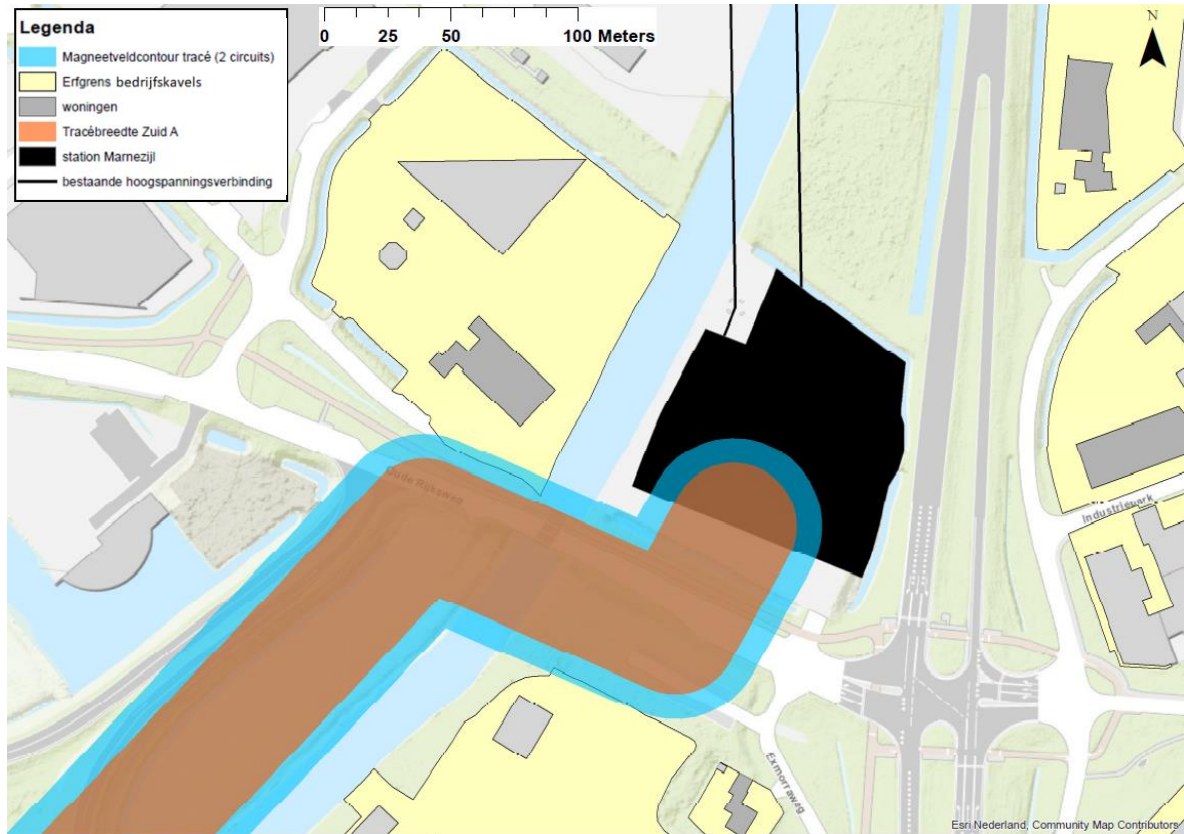 Legenda
Magneetveldcontour tracé (2 circuits)
Erfgrens bedrijfskavels
woningen
Tracébreedte Zuid A
station Marnezijl
bestaande hoogspanningsverbinding
0 25 50 100 Meters
N
Oude Rijksweg
Industriepark
Exmorraweg
Esri Nederland, Community Map Contributors